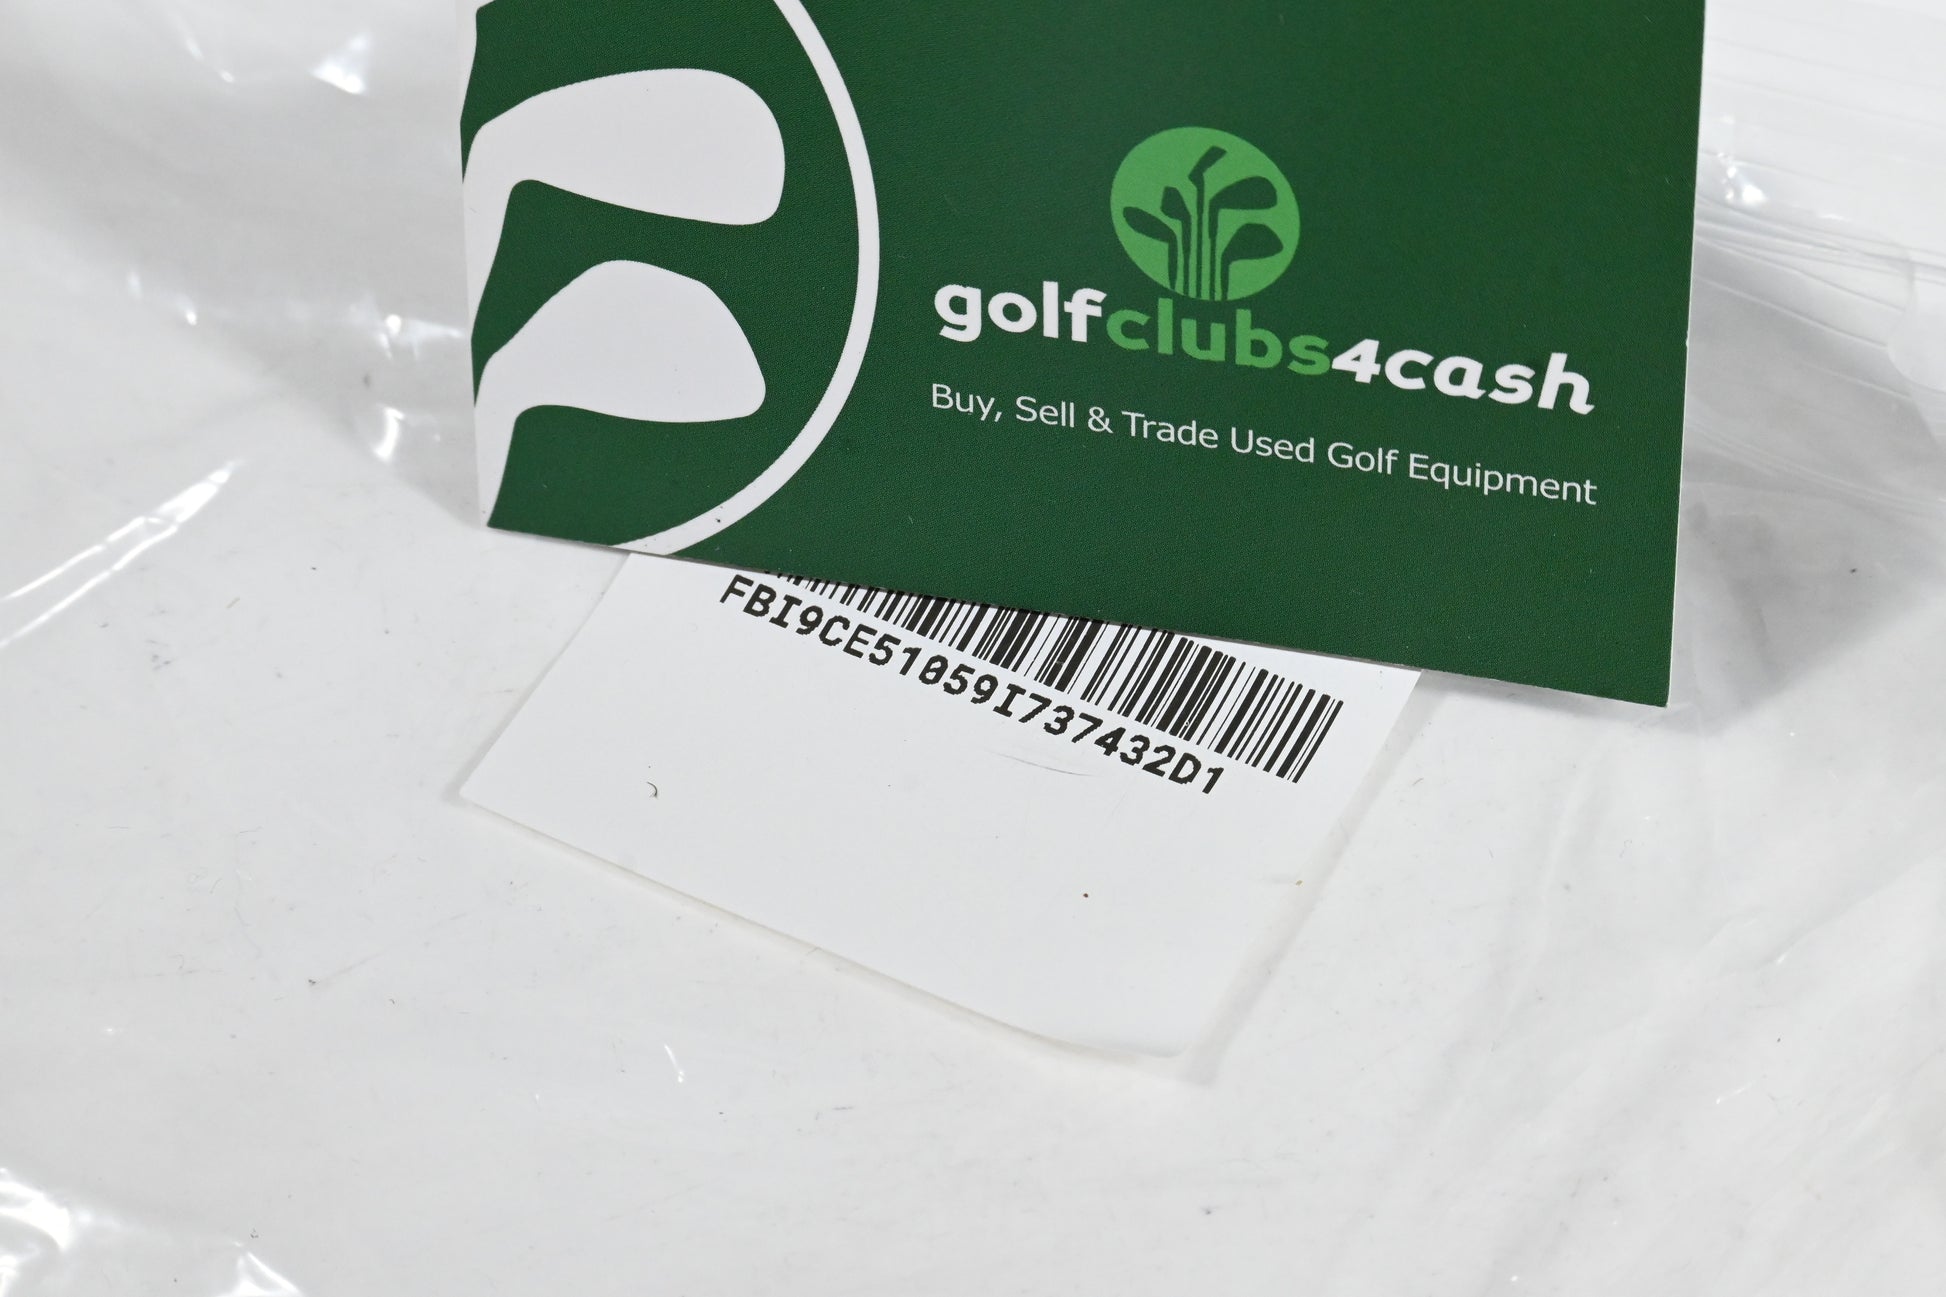 golfclubs4cash
Buy, Sell & Trade Used Golf Equipment
FBI9CE51059I737432D1